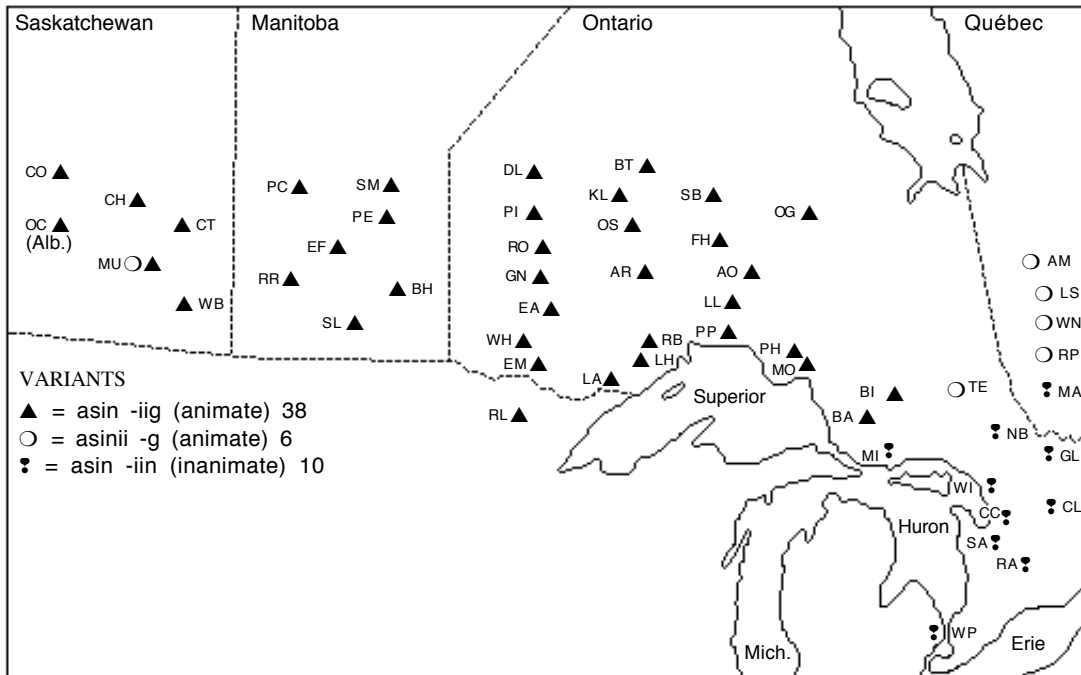 Saskatchewan Manitoba Ontario Québec
CO
CH
OC
(Alb.)
CT
MU
WB
PC
SM
PE
EF
RR
BH
SL
DL
PI
RO
GN
EA
WH
EM
RL
BT
KL
OS
AR
RB
LH
LA
SB
OG
FH
AO
LL
PP
PH
MO
BI
BA
MI
TE
AM
LS
WN
RP
MA
NB
GL
WI
CC
CL
SA
RA
WP
Superior
Huron
Mich.
Erie
VARIANTS
▲ = asin -iig (animate) 38
❍ = asinii -g (animate) 6
❢ = asin -iin (inanimate) 10